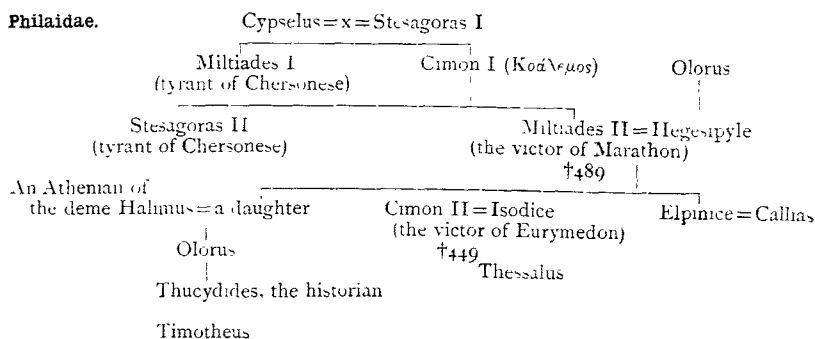 Philaidae. Cypselus=x=Stesagoras I
Miltiades I Cimon I (Κοάλεμος) Olorus
(tyrant of Chersonese)
Stesagoras II Miltiades II=Hegesipyle
(tyrant of Chersonese) (the victor of Marathon)
†489
An Athenian of
the deme Halimus=a daughter Cimon II=Isodice Elpinice=Callias
(the victor of Eurymedon)
Olorus †449
Thessalus
Thucydides, the historian
Timotheus